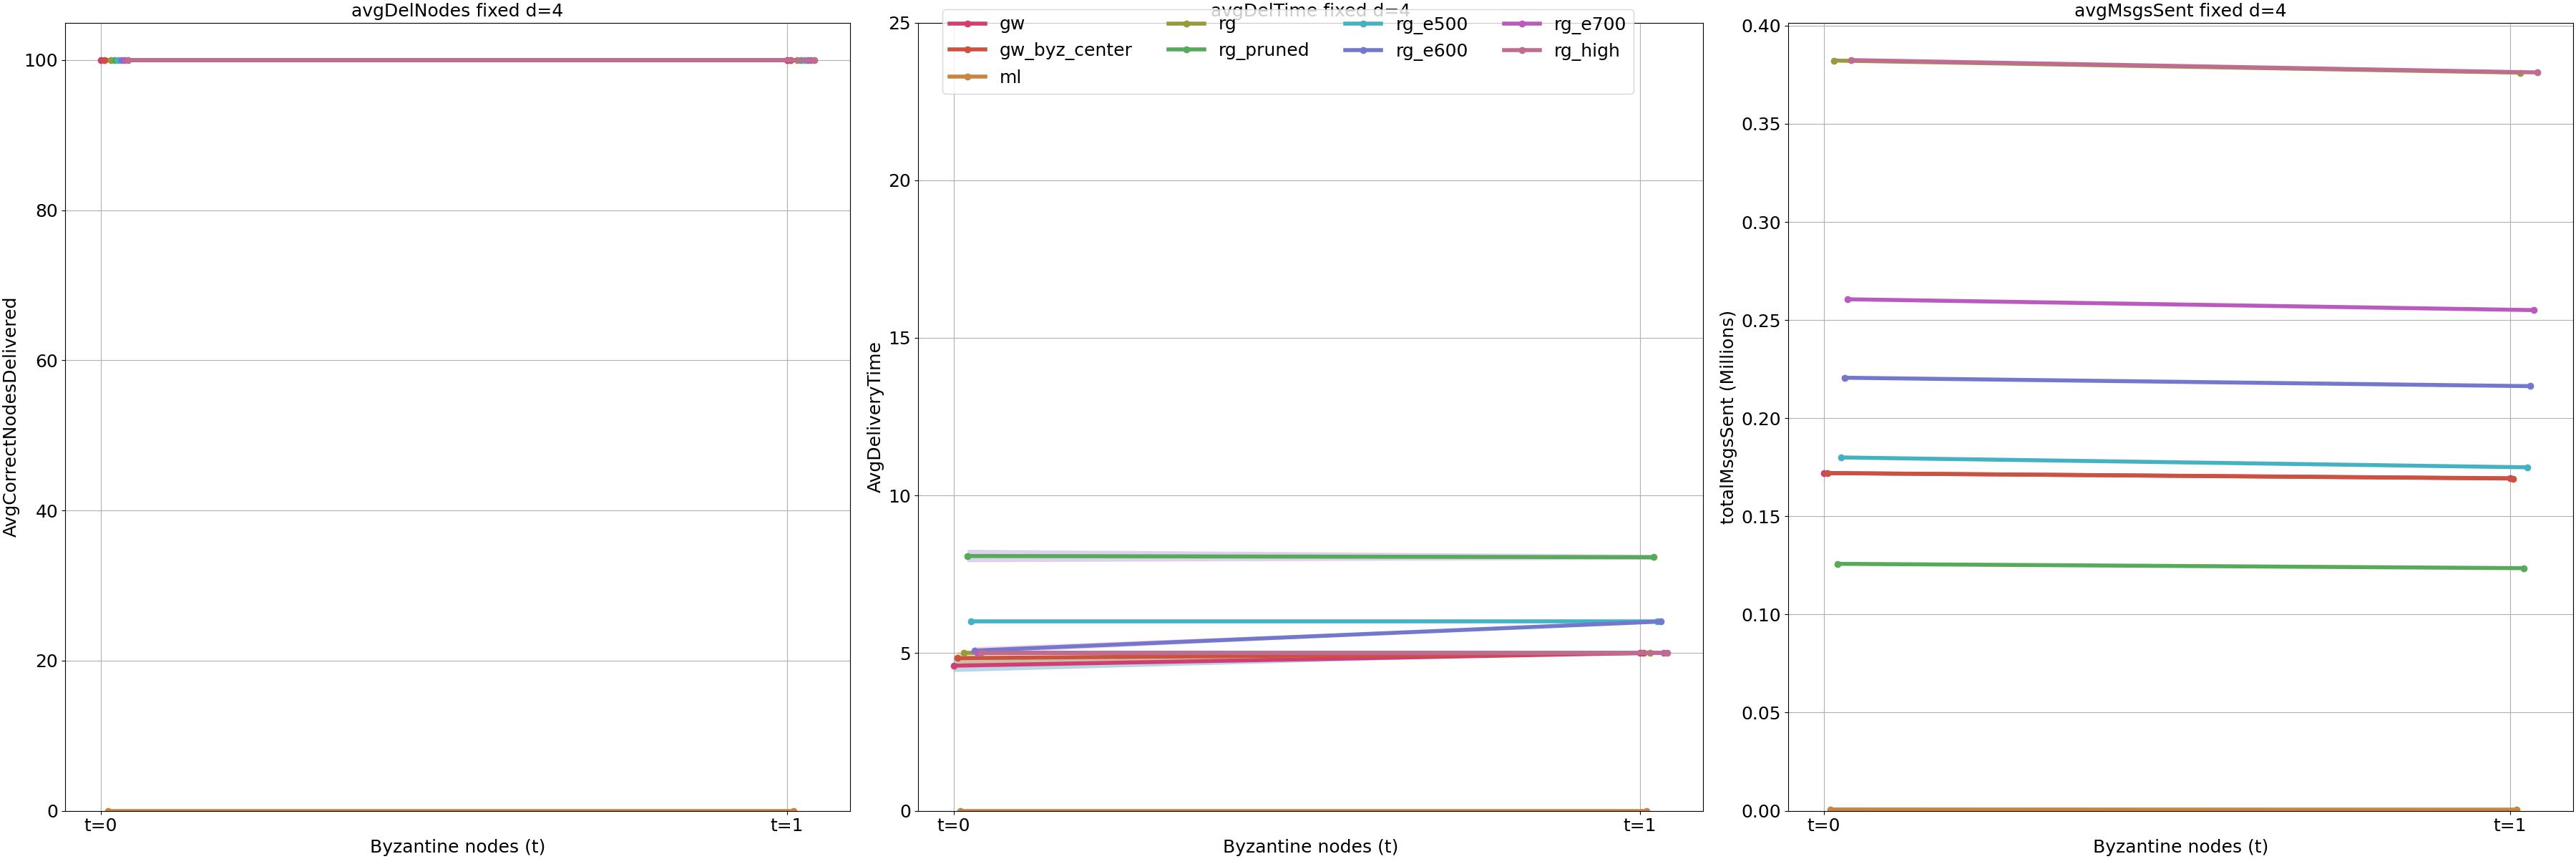 avgDelNodes fixed d=4
AvgCorrectNodesDelivered
100
80
60
40
20
0
t=0
t=1
Byzantine nodes (t)
avgDelTime fixed d=4
gw
gw_byz_center
ml
rg
rg_pruned
rg_e500
rg_e600
rg_e700
rg_high
AvgDeliveryTime
25
20
15
10
5
0
t=0
t=1
Byzantine nodes (t)
avgMsgsSent fixed d=4
totalMsgsSent (Millions)
0.40
0.35
0.30
0.25
0.20
0.15
0.10
0.05
0.00
t=0
t=1
Byzantine nodes (t)